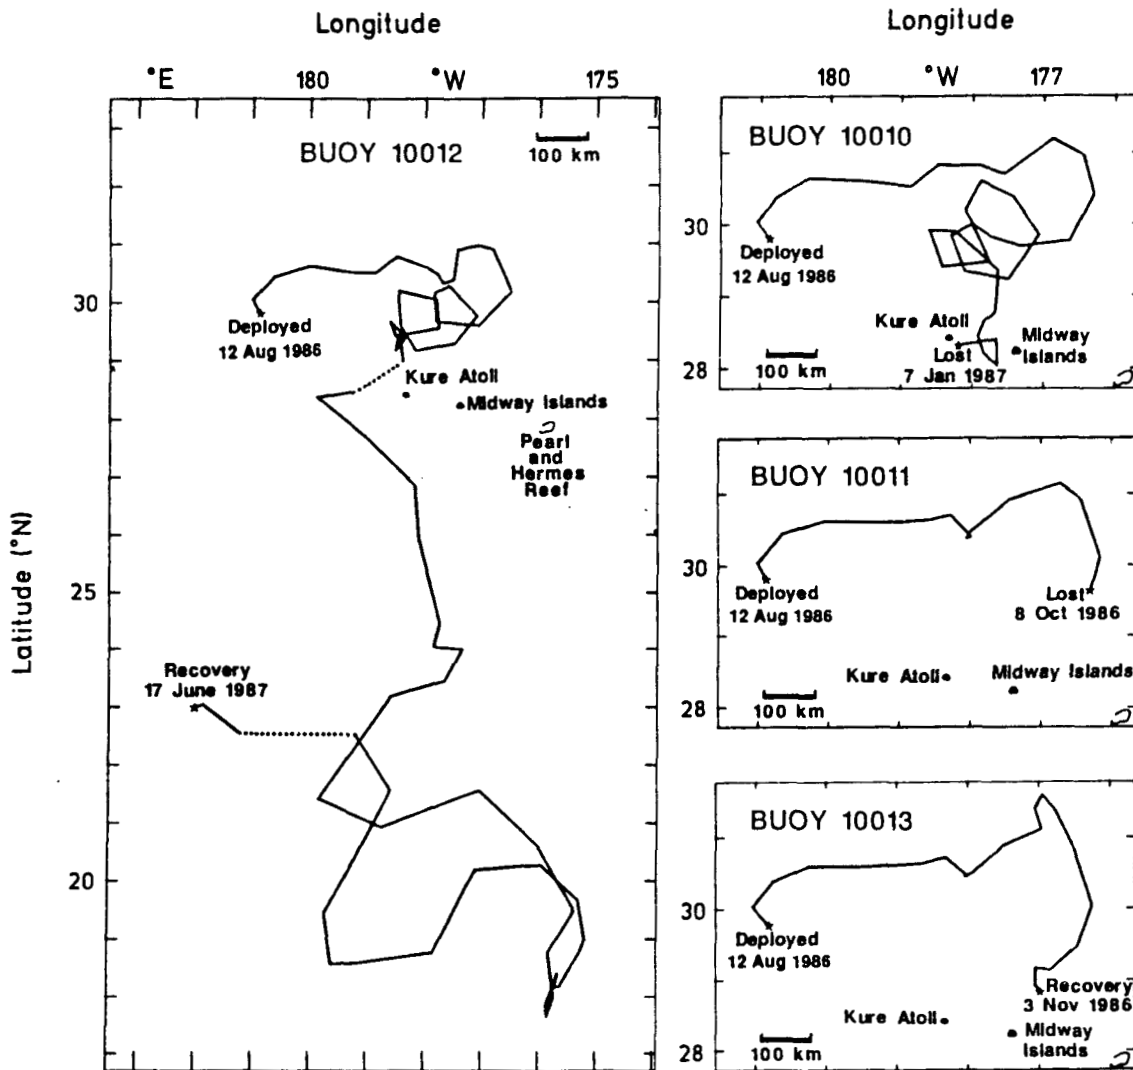 Longitude
°E 180 °W 175
BUOY 10012
100 km
30
Deployed
12 Aug 1986
Kure Atoll
Midway Islands
Pearl
and
Hermes
Reef
25
Latitude (°N)
Recovery
17 June 1987
20
Longitude
180 °W 177
BUOY 10010
30
Deployed
12 Aug 1986
Kure Atoll
Midway
Islands
Lost
7 Jan 1987
100 km
28
BUOY 10011
30
Deployed
12 Aug 1986
Lost
8 Oct 1986
Kure Atoll
Midway Islands
100 km
28
BUOY 10013
30
Deployed
12 Aug 1986
Recovery
3 Nov 1986
Kure Atoll
Midway
Islands
100 km
28